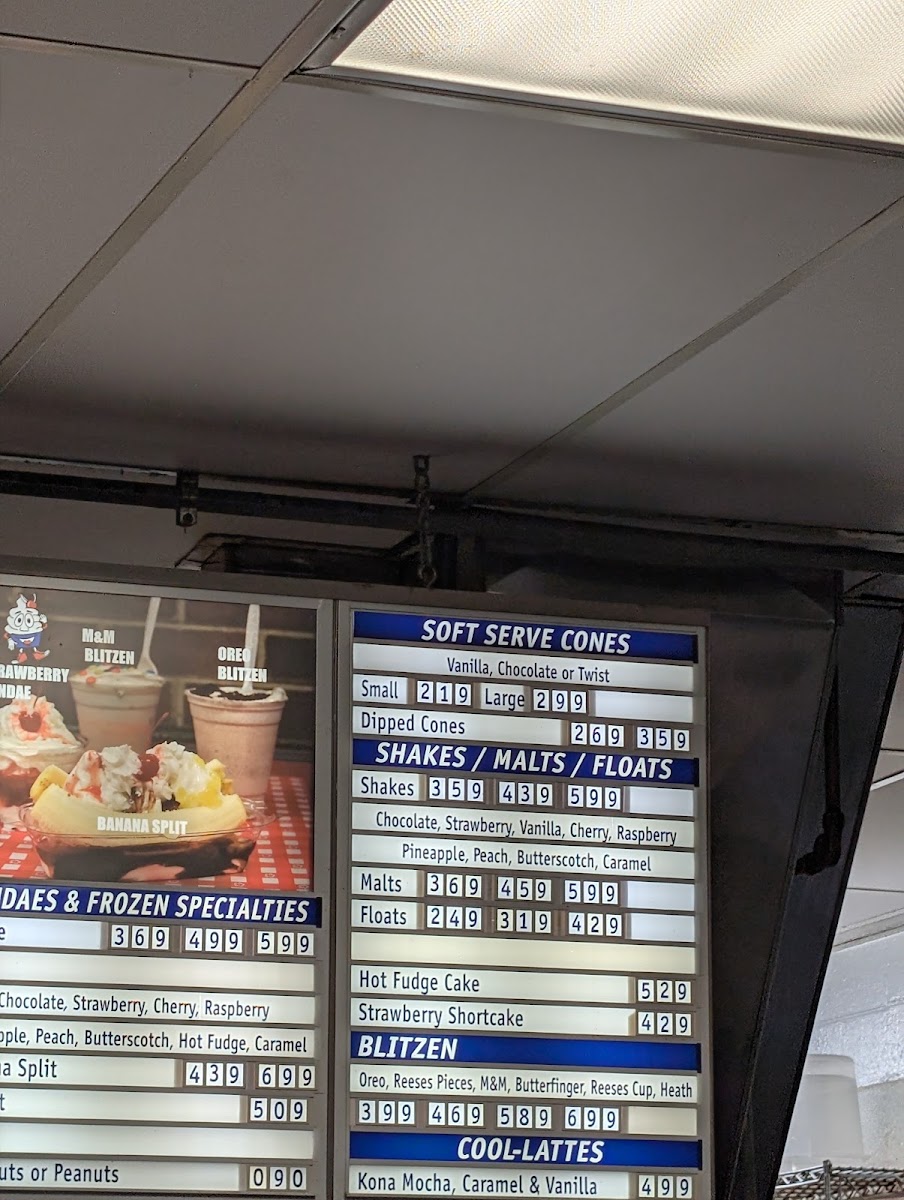 M&M
BLITZEN
OREO
BLITZEN
RAWBERRY
NDAE
BANANA SPLIT
DAES & FROZEN SPECIALTIES
e 369 499 599
Chocolate, Strawberry, Cherry, Raspberry
pple, Peach, Butterscotch, Hot Fudge, Caramel
a Split 439 699
t 509
uts or Peanuts 090
SOFT SERVE CONES
Vanilla, Chocolate or Twist
Small 219 Large 299
Dipped Cones 269 359
SHAKES / MALTS / FLOATS
Shakes 359 439 599
Chocolate, Strawberry, Vanilla, Cherry, Raspberry
Pineapple, Peach, Butterscotch, Caramel
Malts 369 459 599
Floats 249 319 429
Hot Fudge Cake 529
Strawberry Shortcake 429
BLITZEN
Oreo, Reeses Pieces, M&M, Butterfinger, Reeses Cup, Heath
399 469 589 699
COOL-LATTES
Kona Mocha, Caramel & Vanilla 499